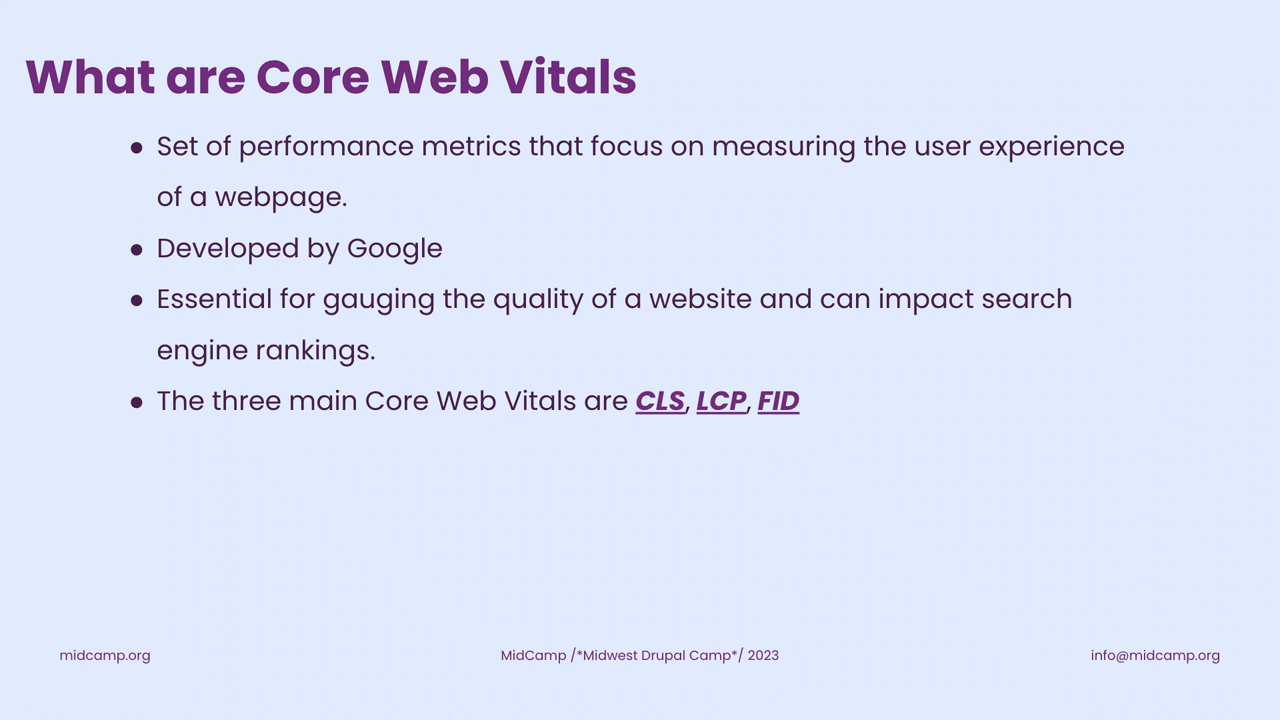 What are Core Web Vitals
● Set of performance metrics that focus on measuring the user experience
of a webpage.
● Developed by Google
● Essential for gauging the quality of a website and can impact search
engine rankings.
● The three main Core Web Vitals are CLS, LCP, FID
midcamp.org
MidCamp /*Midwest Drupal Camp*/ 2023
info@midcamp.org